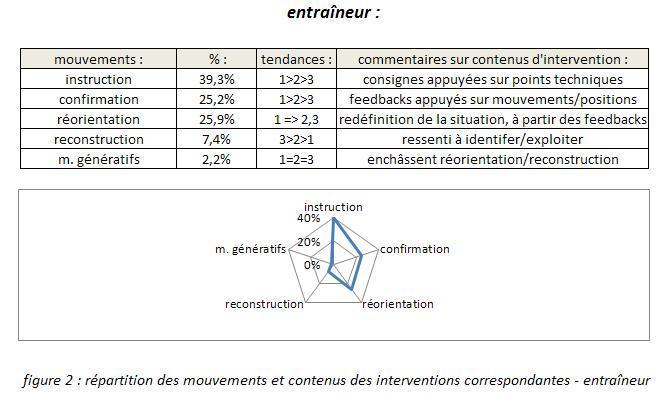 entraîneur :
mouvements : % : tendances : commentaires sur contenus d'intervention :
instruction 39,3% 1>2>3 consignes appuyées sur points techniques
confirmation 25,2% 1>2>3 feedbacks appuyés sur mouvements/positions
réorientation 25,9% 1 => 2,3 redéfinition de la situation, à partir des feedbacks
reconstruction 7,4% 3>2>1 ressenti à identifer/exploiter
m. génératifs 2,2% 1=2=3 enchâssent réorientation/reconstruction
instruction
40%
20%
m. génératifs
confirmation
0%
reconstruction
réorientation
figure 2 : répartition des mouvements et contenus des interventions correspondantes - entraîneur